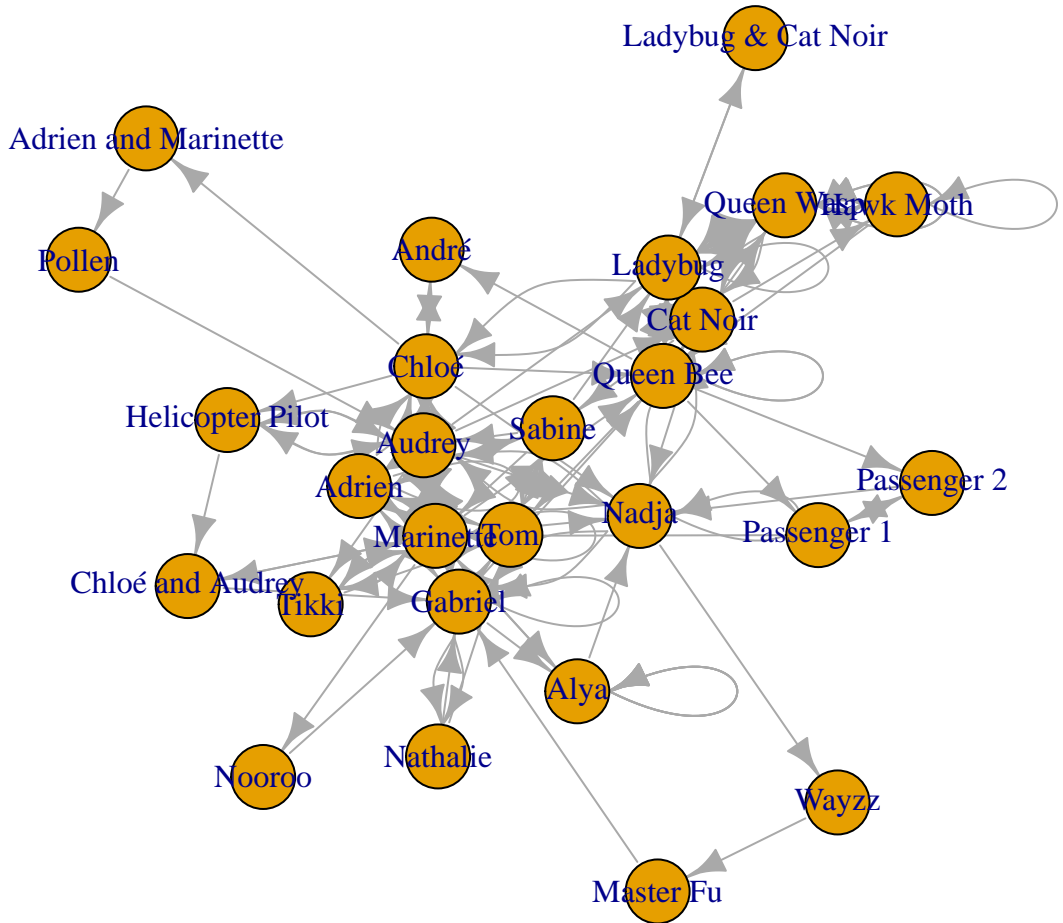 Ladybug & Cat Noir
Adrien and Marinette
Queen Wasp
Hawk Moth
André
Pollen
Ladybug
Cat Noir
Chloé
Queen Bee
Helicopter Pilot
Sabine
Audrey
Adrien
Passenger 2
Nadja
Marinette
Tom
Passenger 1
Chloé and Audrey
Tikki
Gabriel
Alya
Nathalie
Nooroo
Wayzz
Master Fu